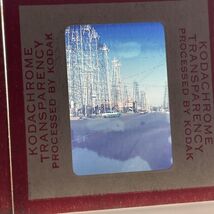 KODACHROME
TRANSPARENCY
PROCESSED BY KODAK
KODACHROME
TRANSPARENCY
PROCESSED BY KODAK